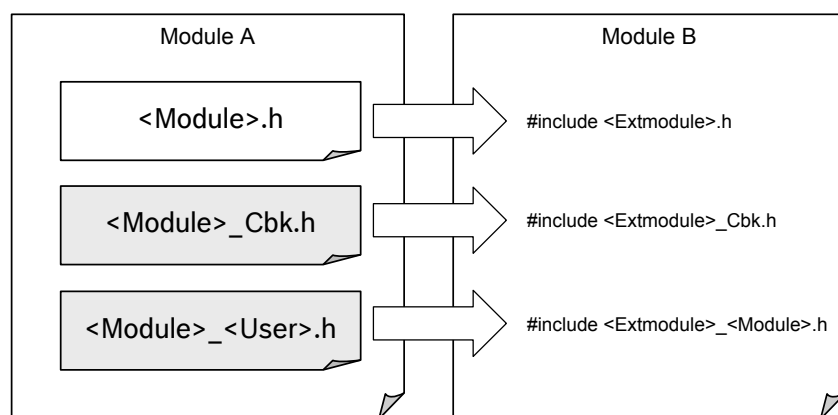 Module A
Module B
<Module>.h
#include <Extmodule>.h
<Module>_Cbk.h
#include <Extmodule>_Cbk.h
<Module>_<User>.h
#include <Extmodule>_<Module>.h